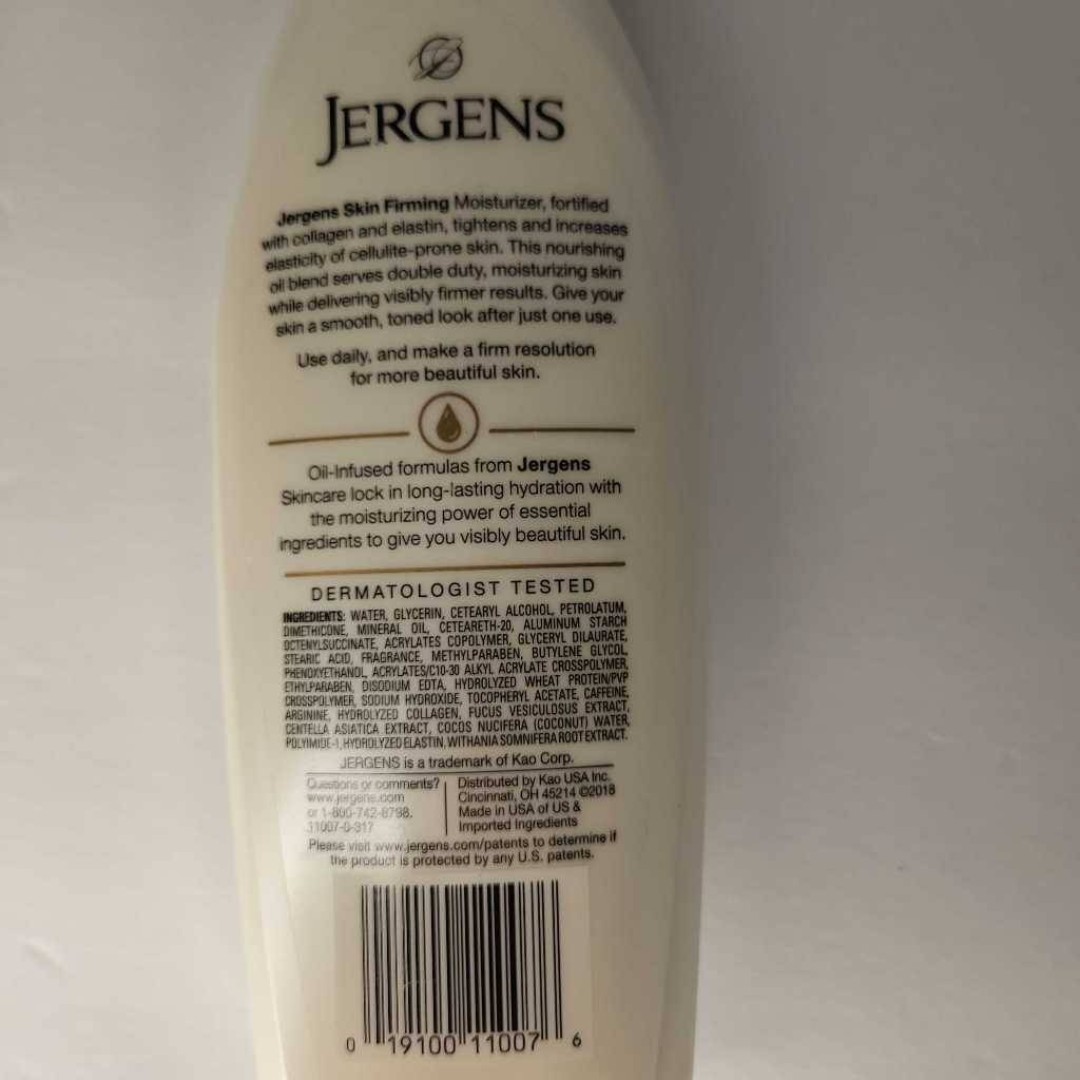 JERGENS
Jergens Skin Firming Moisturizer, fortified
with collagen and elastin, tightens and increases
elasticity of cellulite-prone skin. This nourishing
oil blend serves double duty, moisturizing skin
while delivering visibly firmer results. Give your
skin a smooth, toned look after just one use.
Use daily, and make a firm resolution
for more beautiful skin.
Oil-Infused formulas from Jergens
Skincare lock in long-lasting hydration with
the moisturizing power of essential
ingredients to give you visibly beautiful skin.
DERMATOLOGIST TESTED
INGREDIENTS: WATER, GLYCERIN, CETEARYL ALCOHOL, PETROLATUM,
DIMETHICONE, MINERAL OIL, CETEARETH-20, ALUMINUM STARCH
OCTENYLSUCCINATE, ACRYLATES COPOLYMER, GLYCERYL DILAURATE,
STEARIC ACID, FRAGRANCE, METHYLPARABEN, BUTYLENE GLYCOL,
PHENOXYETHANOL, ACRYLATES/C10-30 ALKYL ACRYLATE CROSSPOLYMER,
ETHYLPARABEN, DISODIUM EDTA, HYDROLYZED WHEAT PROTEIN/PVP
CROSSPOLYMER, SODIUM HYDROXIDE, TOCOPHERYL ACETATE, CAFFEINE,
ARGININE, HYDROLYZED COLLAGEN, FUCUS VESICULOSUS EXTRACT,
CENTELLA ASIATICA EXTRACT, COCOS NUCIFERA (COCONUT) WATER,
POLYIMIDE-1, HYDROLYZED ELASTIN, WITHANIA SOMNIFERA ROOT EXTRACT.
JERGENS is a trademark of Kao Corp.
Questions or comments?
www.jergens.com
or 1-800-742-8798.
11007-0-317
Distributed by Kao USA Inc.
Cincinnati, OH 45214 ©2018
Made in USA of US &
Imported Ingredients
Please visit www.jergens.com/patents to determine if
the product is protected by any U.S. patents.
0 19100 11007 6